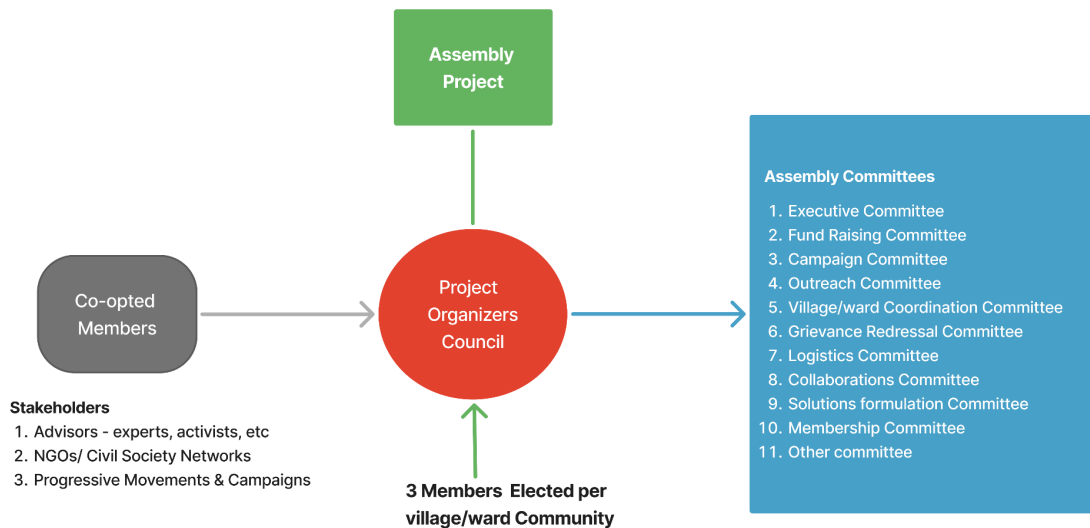 Assembly
Project
Co-opted
Members
Stakeholders
1. Advisors - experts, activists, etc
2. NGOs/ Civil Society Networks
3. Progressive Movements & Campaigns
Project
Organizers
Council
3 Members Elected per
village/ward Community
Assembly Committees
1. Executive Committee
2. Fund Raising Committee
3. Campaign Committee
4. Outreach Committee
5. Village/ward Coordination Committee
6. Grievance Redressal Committee
7. Logistics Committee
8. Collaborations Committee
9. Solutions formulation Committee
10. Membership Committee
11. Other committee